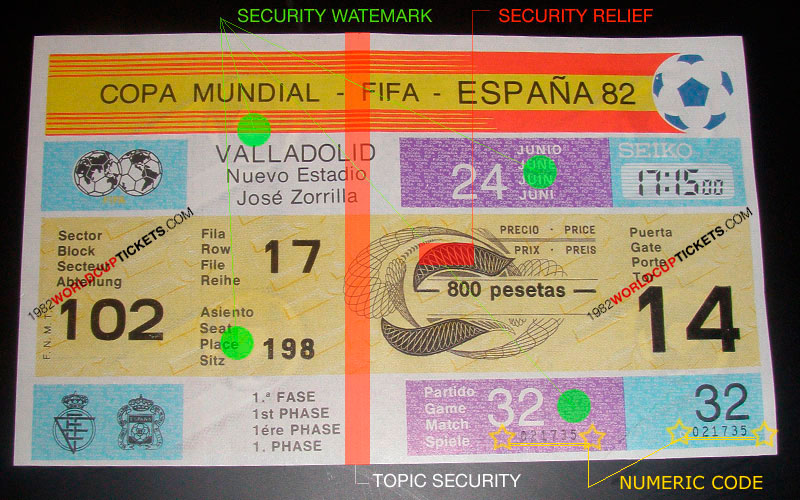 SECURITY WATEMARK
SECURITY RELIEF
COPA MUNDIAL - FIFA - ESPAÑA 82
VALLADOLID
Nuevo Estadio
José Zorrilla
24
JUNIO
JUNE
JUIN
JUNI
SEIKO
17:15 00
Sector
Block
Secteur
Abteilung
102
Fila
Row
File
Reihe
17
Asiento
Seat
Place
Sitz
198
PRECIO - PRICE
PRIX - PREIS
800 pesetas
Puerta
Gate
Porte
14
1982WORLDCUPTICKETS.COM
1982WORLDCUPTICKETS.COM
F.N.M.T.
1.ª FASE
1st PHASE
1ére PHASE
1. PHASE
Partido
Game
Match
Spiele
32
021735
32
021735
TOPIC SECURITY
NUMERIC CODE